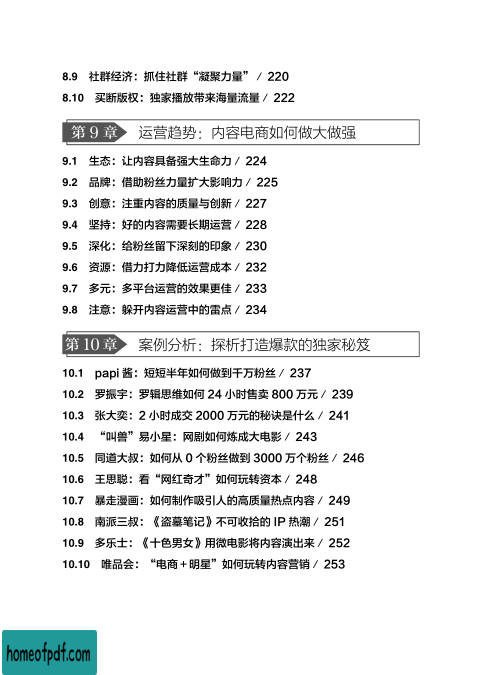 8.9 社群经济：抓住社群“凝聚力量” / 220
8.10 买断版权：独家播放带来海量流量 / 222
第 9 章 运营趋势：内容电商如何做大做强
9.1 生态：让内容具备强大生命力 / 224
9.2 品牌：借助粉丝力量扩大影响力 / 225
9.3 创意：注重内容的质量与创新 / 227
9.4 坚持：好的内容需要长期运营 / 228
9.5 深化：给粉丝留下深刻的印象 / 230
9.6 资源：借力打力降低运营成本 / 232
9.7 多元：多平台运营的效果更佳 / 233
9.8 注意：躲开内容运营中的雷点 / 234
第 10 章 案例分析：探析打造爆款的独家秘笈
10.1 papi 酱：短短半年如何做到千万粉丝 / 237
10.2 罗振宇：罗辑思维如何 24 小时售卖 800 万元 / 239
10.3 张大奕：2 小时成交 2000 万元的秘诀是什么 / 241
10.4 “叫兽”易小星：网剧如何炼成大电影 / 243
10.5 同道大叔：如何从 0 个粉丝做到 3000 万个粉丝 / 246
10.6 王思聪：看“网红奇才”如何玩转资本 / 248
10.7 暴走漫画：如何制作吸引人的高质量热点内容 / 249
10.8 南派三叔：《盗墓笔记》不可收拾的 IP 热潮 / 251
10.9 多乐士：《十色男女》用微电影将内容演出来 / 252
10.10 唯品会：“电商＋明星”如何玩转内容营销 / 253
homeofpdf.com